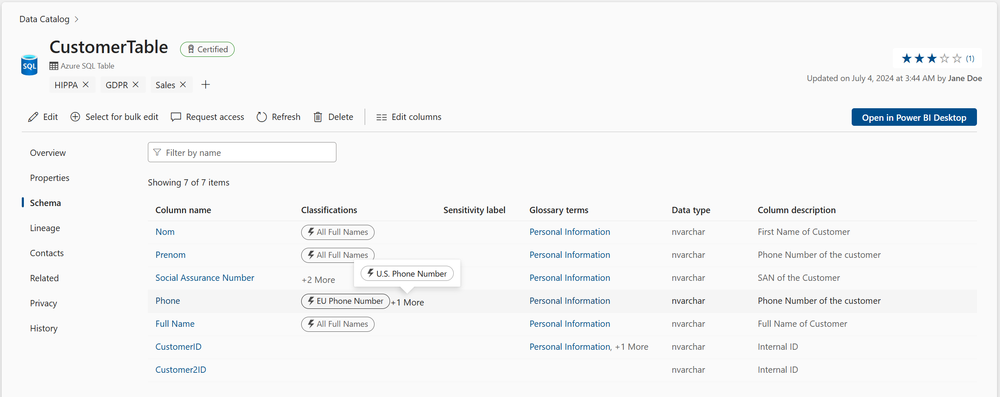 Data Catalog
CustomerTable Certified
SQL
Azure SQL Table
HIPPA GDPR Sales
(1)
Updated on July 4, 2024 at 3:44 AM by Jane Doe
Edit Select for bulk edit Request access Refresh Delete Edit columns Open in Power BI Desktop
Overview
Properties
Schema
Lineage
Contacts
Related
Privacy
History
Filter by name
Showing 7 of 7 items
Column name Classifications Sensitivity label Glossary terms Data type Column description
Nom All Full Names Personal Information nvarchar First Name of Customer
Prenom All Full Names Personal Information nvarchar Phone Number of the customer
U.S. Phone Number
Social Assurance Number +2 More Personal Information nvarchar SAN of the Customer
Phone EU Phone Number +1 More Personal Information nvarchar Phone Number of the customer
Full Name All Full Names Personal Information nvarchar Full Name of Customer
CustomerID Personal Information, +1 More nvarchar Internal ID
Customer2ID nvarchar Internal ID